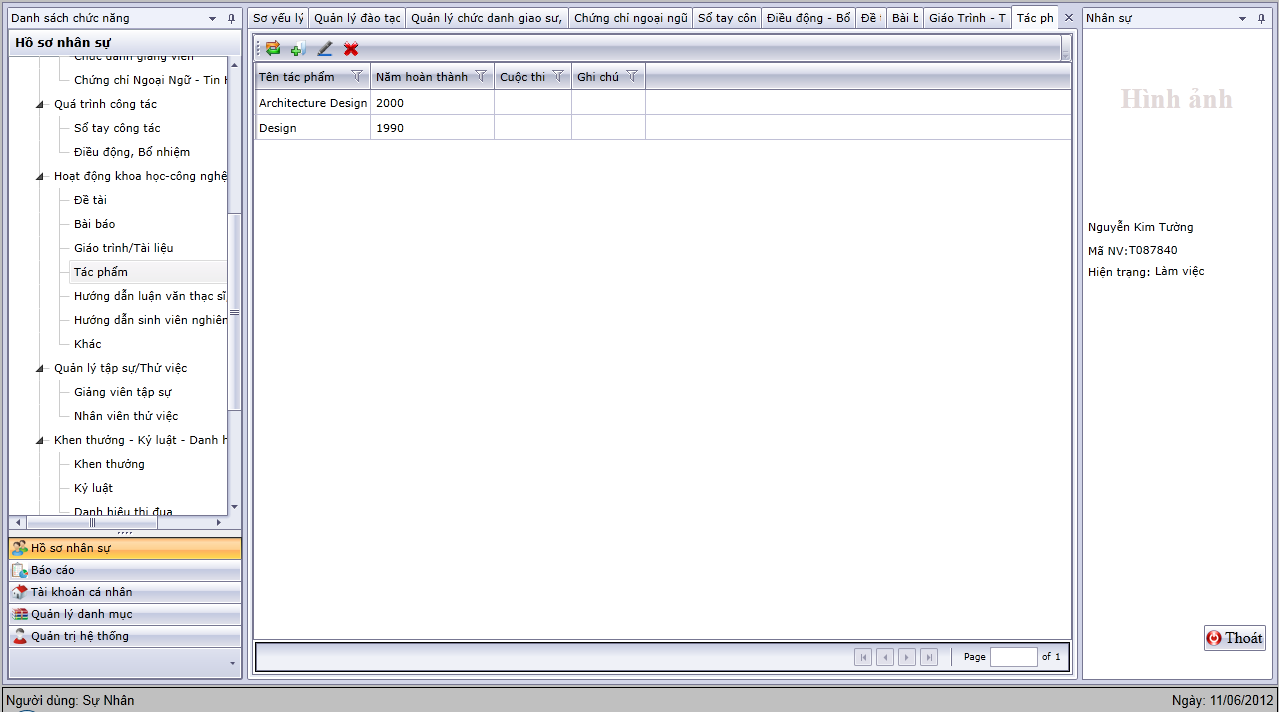 Danh sách chức năng
Hồ sơ nhân sự
Chức danh giảng viên
Chứng chỉ Ngoại Ngữ - Tin
Quá trình công tác
Sổ tay công tác
Điều động, Bổ nhiệm
Hoạt động khoa học-công nghệ
Đề tài
Bài báo
Giáo trình/Tài liệu
Tác phẩm
Hướng dẫn luận văn thạc sĩ,
Hướng dẫn sinh viên nghiên
Khác
Quản lý tập sự/Thử việc
Giảng viên tập sự
Nhân viên thử việc
Khen thưởng - Kỷ luật - Danh h
Khen thưởng
Kỷ luật
Danh hiệu thi đua
Hồ sơ nhân sự
Báo cáo
Tài khoản cá nhân
Quản lý danh mục
Quản trị hệ thống
Sơ yếu lý Quản lý đào tạc Quản lý chức danh giao sư, Chứng chỉ ngoại ngũ Sổ tay côn Điều động - Bổ Đề Bài b Giáo Trình - T Tác ph
Tên tác phẩm Năm hoàn thành Cuộc thi Ghi chú
Architecture Design 2000
Design 1990
Page of 1
Nhân sự
Hình ảnh
Nguyễn Kim Tường
Mã NV:T087840
Hiện trạng: Làm việc
Thoát
Người dùng: Sự Nhân
Ngày: 11/06/2012